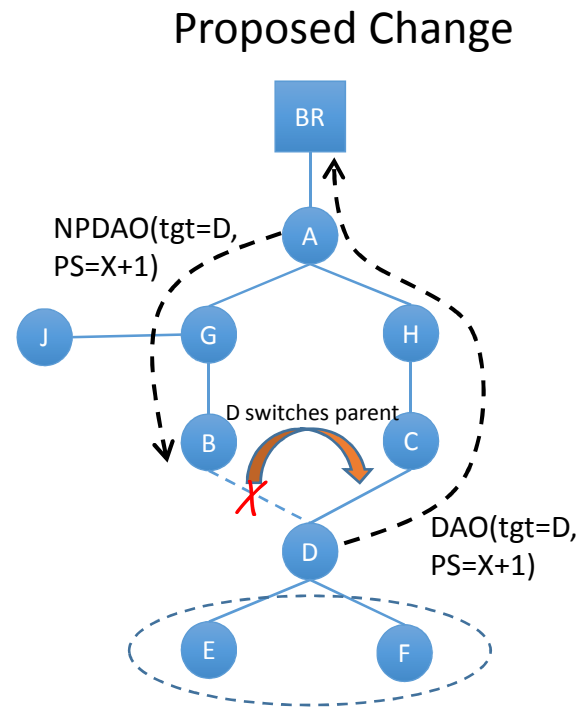 Proposed Change
BR
NPDAO(tgt=D,
PS=X+1)
A
J
G
H
D switches parent
B
C
D
DAO(tgt=D,
PS=X+1)
E
F